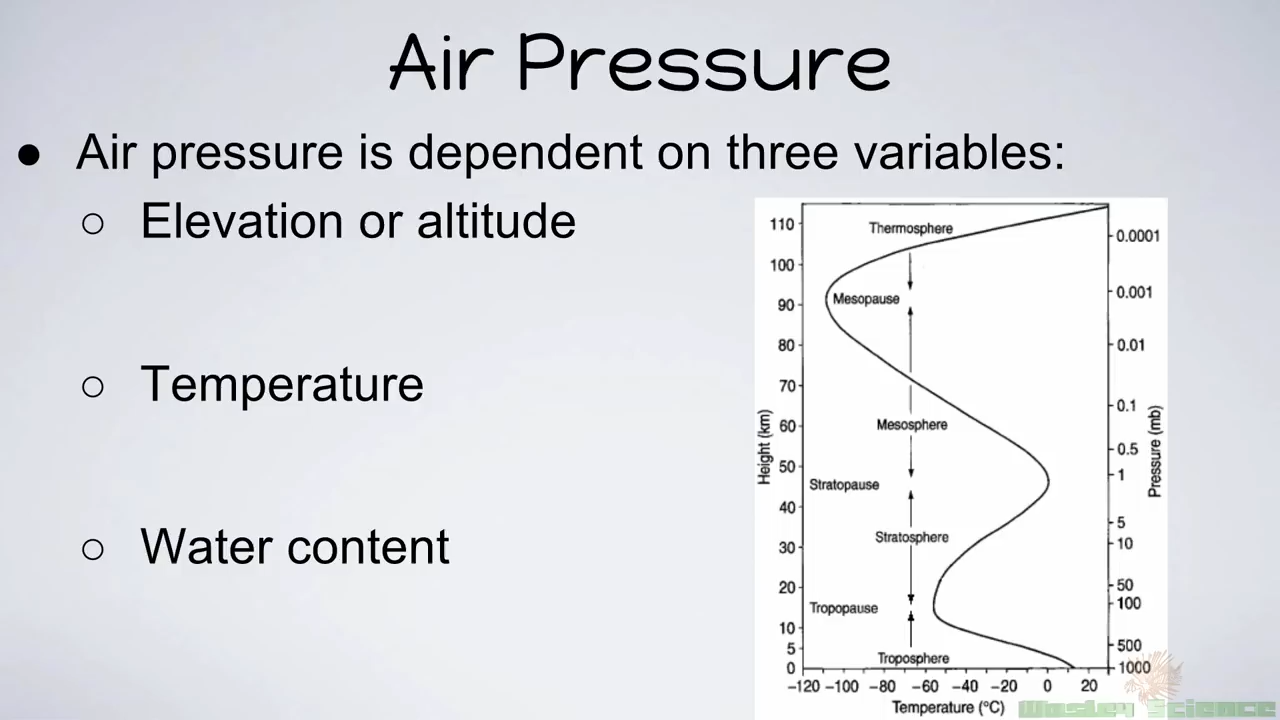 Air Pressure
● Air pressure is dependent on three variables:
○ Elevation or altitude
○ Temperature
○ Water content
110
100
90
80
70
60
50
40
30
20
10
5
0
Height (km)
Thermosphere
Mesopause
Mesosphere
Stratopause
Stratosphere
Tropopause
Troposphere
0.0001
0.001
0.01
0.1
0.5
1
5
10
50
100
500
1000
Pressure (mb)
−120 −100 −80 −60 −40 −20 0 20
Temperature (°C)
Wasley Science